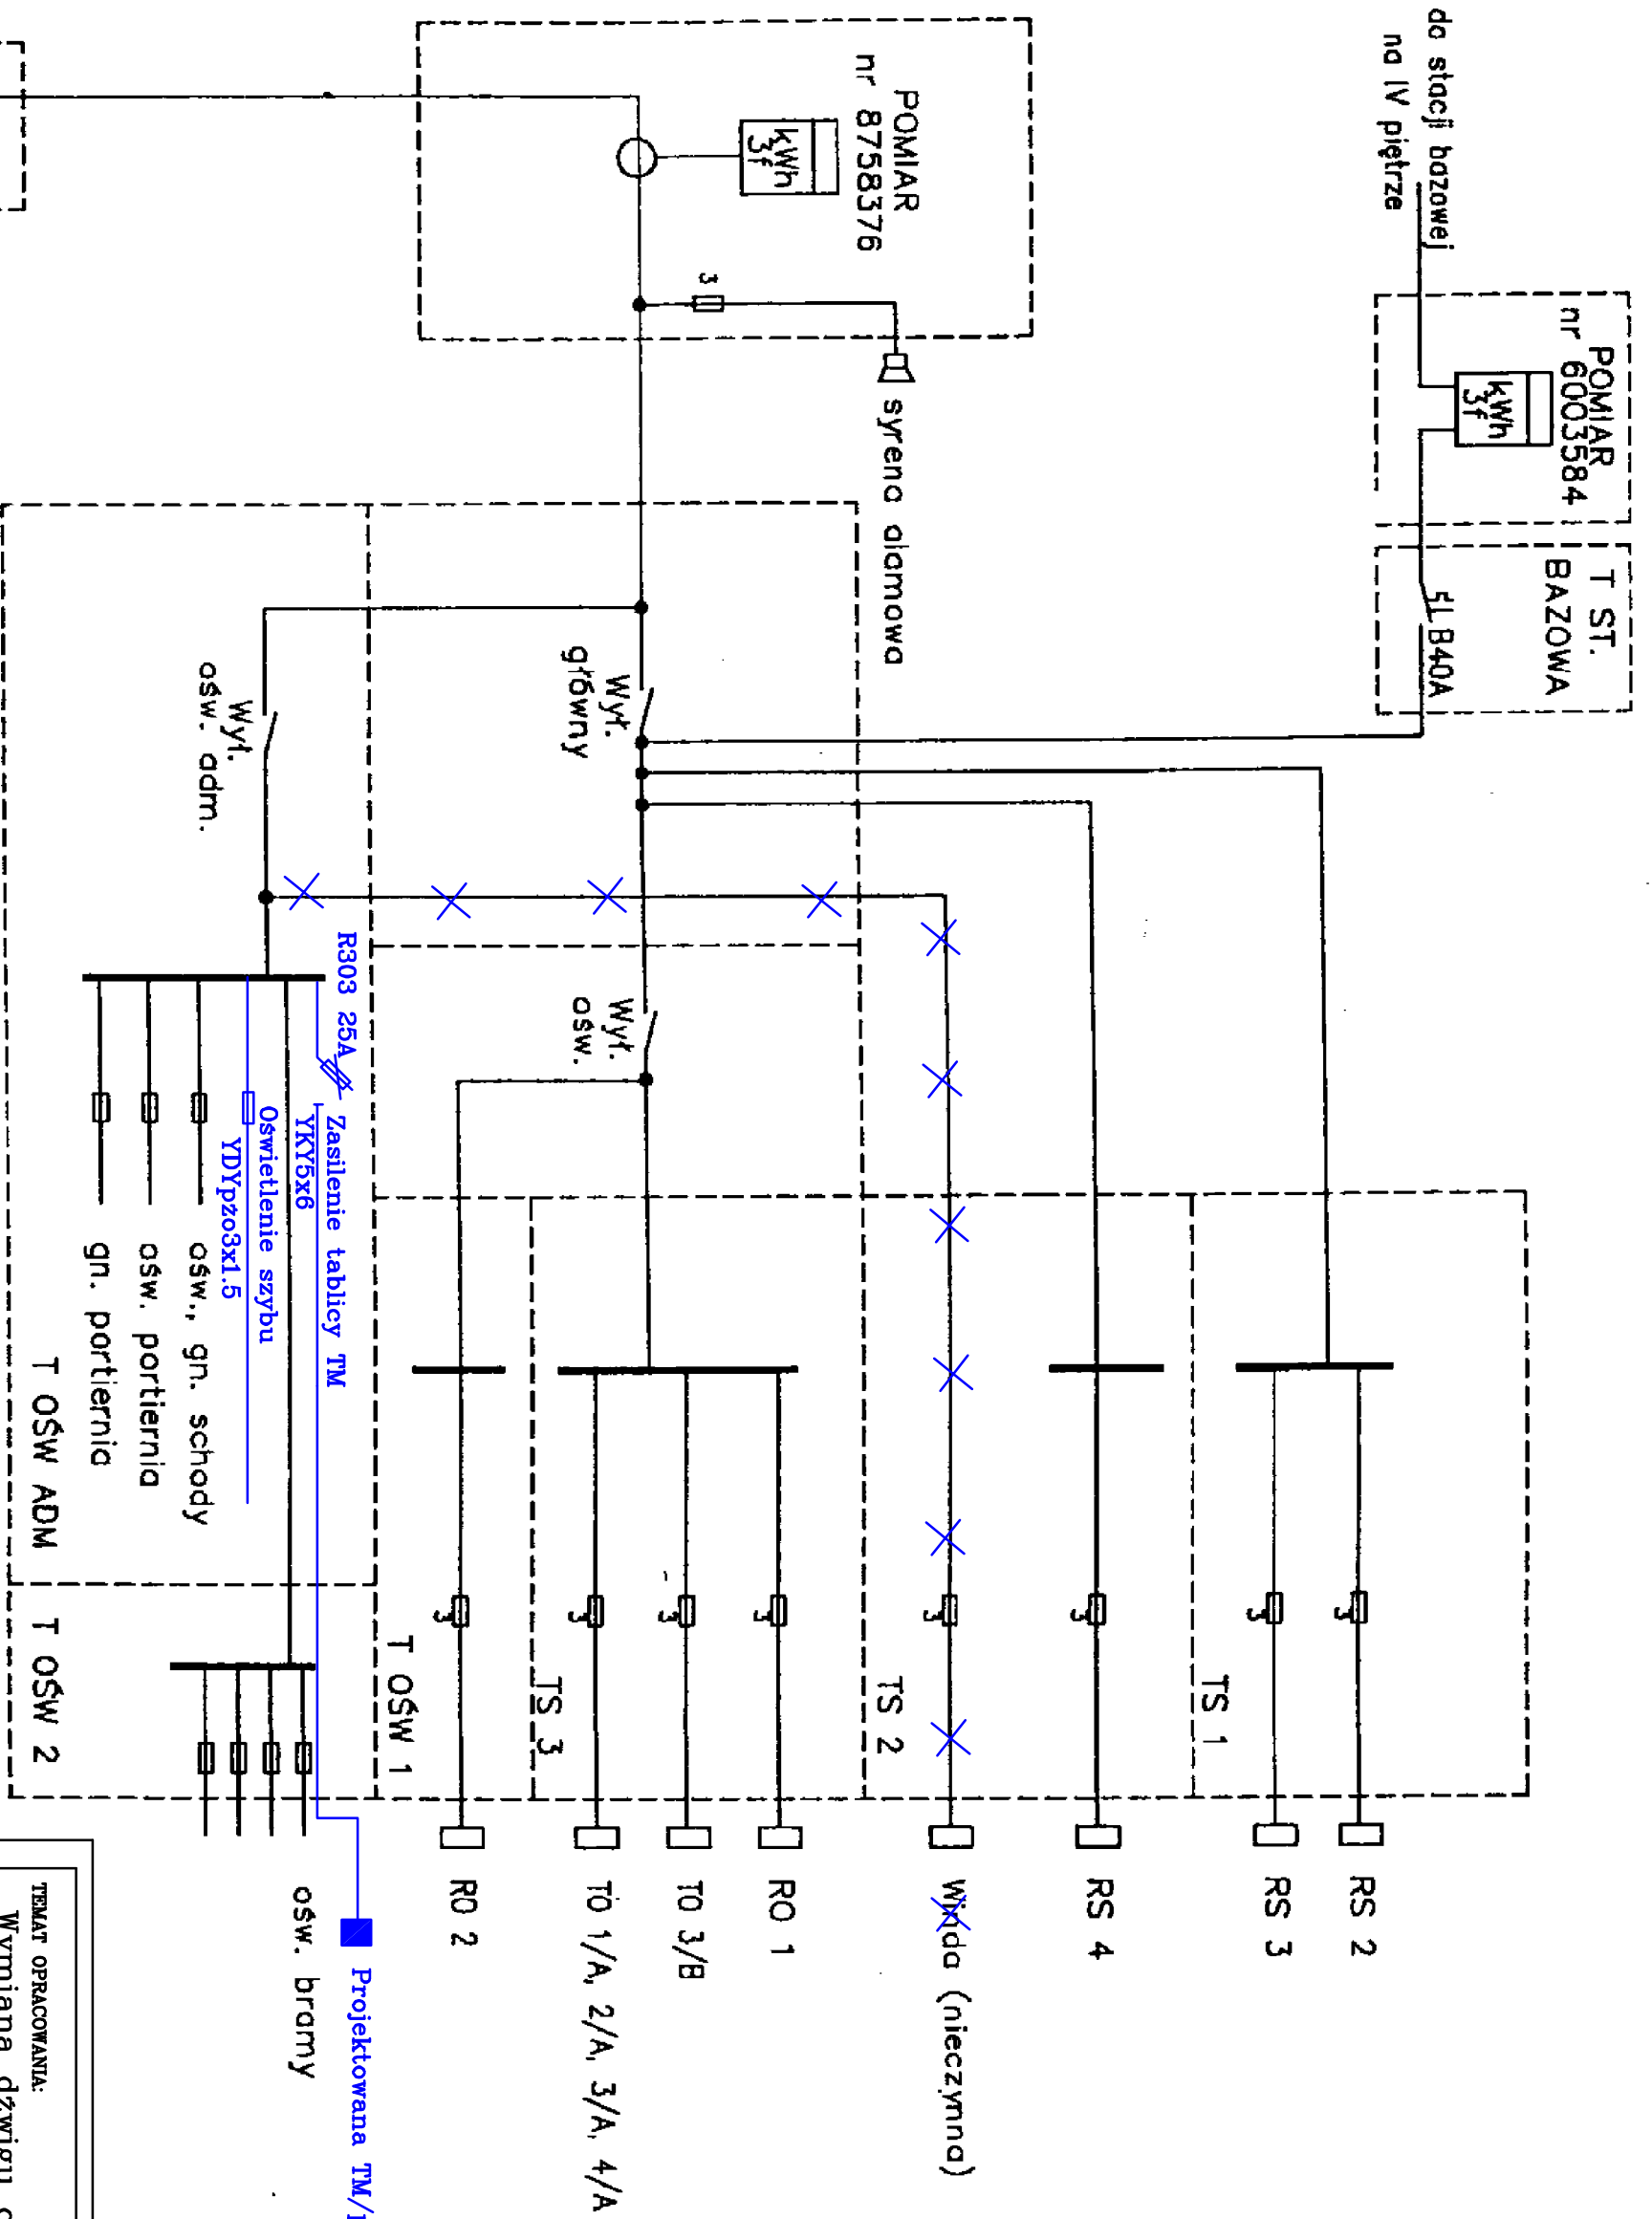 do stacji bazowej
na IV piętrze
POMIAR
nr 6003584
kWh
3f
T ST.
BAZOWA
B40A
POMIAR
nr 8758376
kWh
3f
3
syrena alamowa
Wył.
główny
Wył.
ośw. adm.
Wył.
ośw.
R303 25A
Zasilenie tablicy TM
YKY5x6
Oświetlenie szybu
YDYpżo3x1.5
ośw., gn. schody
ośw. portiernia
gn. portiernia
T OŚW ADM
T OŚW 2
T OŚW 1
TS 3
TS 2
TS 1
3
3
3
3
3
3
3
3
RS 2
RS 3
RS 4
Winda (nieczynna)
RO 1
TO 3/B
TO 1/A, 2/A, 3/A, 4/A
RO 2
Projektowana TM/
ośw. bramy
TEMAT OPRACOWANIA:
Wymiana dźwigu